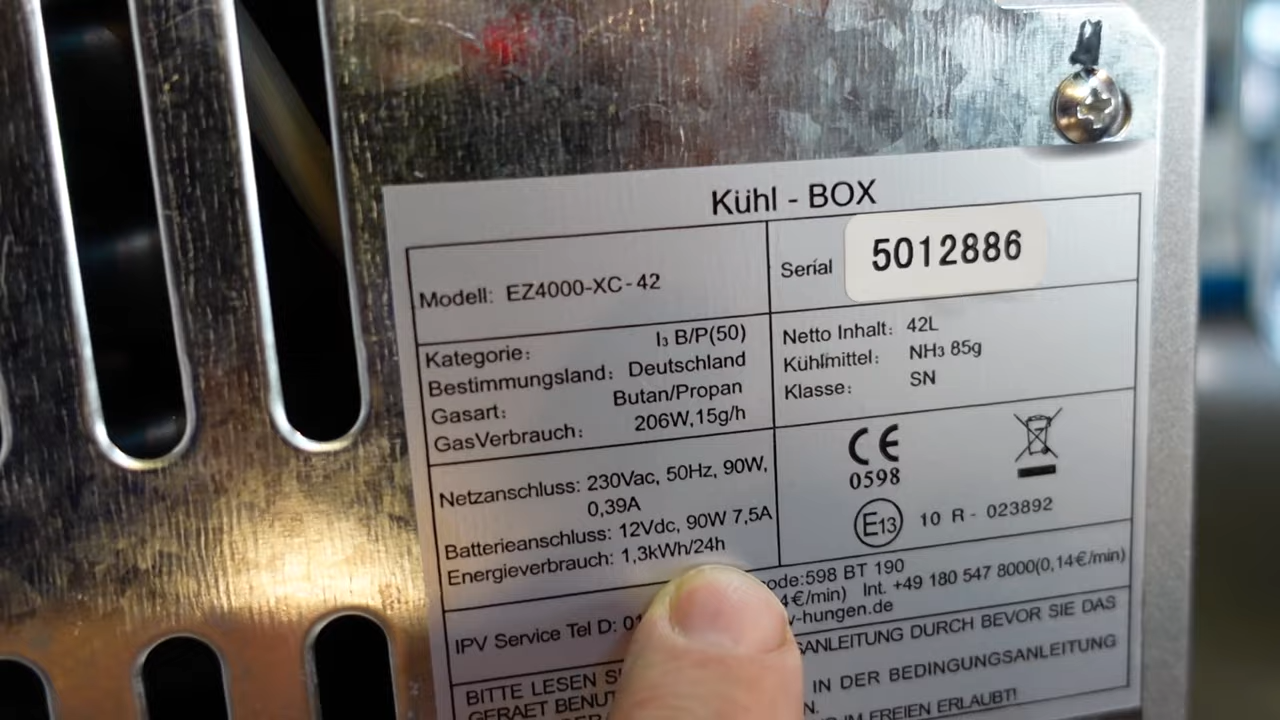 Kühl - BOX
Modell: EZ4000-XC-42
Serial 5012886
Kategorie: I₃ B/P(50)
Bestimmungsland: Deutschland
Gasart: Butan/Propan
GasVerbrauch: 206W,15g/h
Netto Inhalt: 42L
Kühlmittel: NH₃ 85g
Klasse: SN
Netzanschluss: 230Vac, 50Hz, 90W,
0,39A
Batterieanschluss: 12Vdc, 90W 7,5A
Energieverbrauch: 1,3kWh/24h
CE
0598
E13 10 R - 023892
:598 BT 190
IPV Service Tel D: €/min) Int. +49 180 547 8000(0,14€/min)
-hungen.de
BITTE LESEN DURCH BEVOR SIE DAS
GERAET IN DER BEDINGUNGSANLEITUNG
IM FREIEN ERLAUBT!